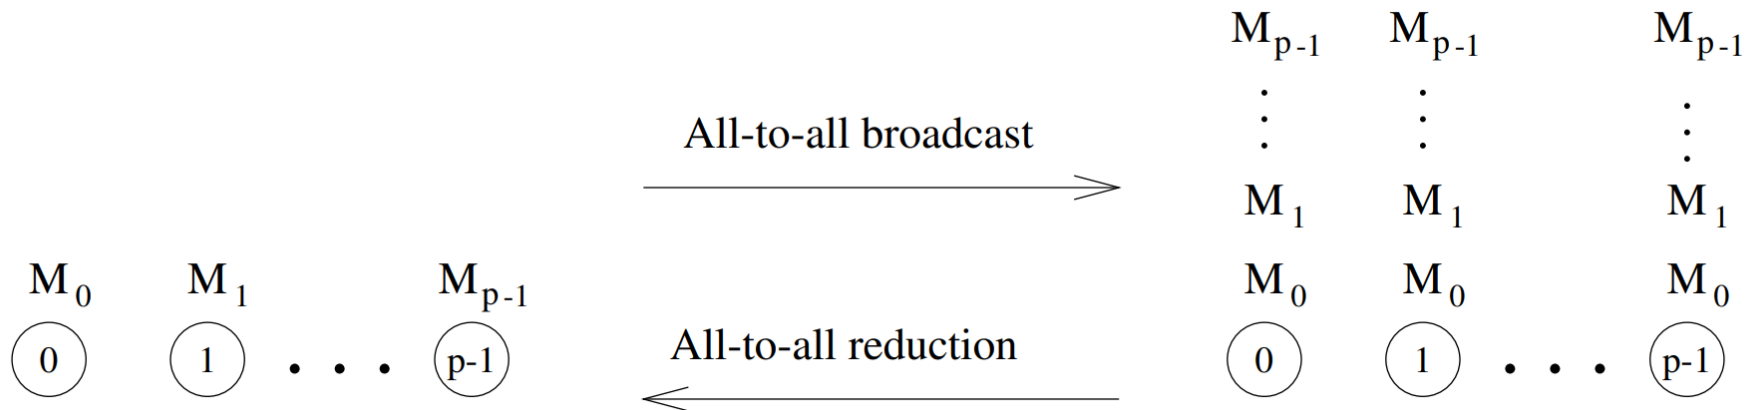 M_{p-1} M_{p-1} M_{p-1}
All-to-all broadcast
M_1 M_1 M_1
M_0 M_1 M_{p-1} M_0 M_0 M_0
All-to-all reduction
0 1 . . . p-1 0 1 . . . p-1